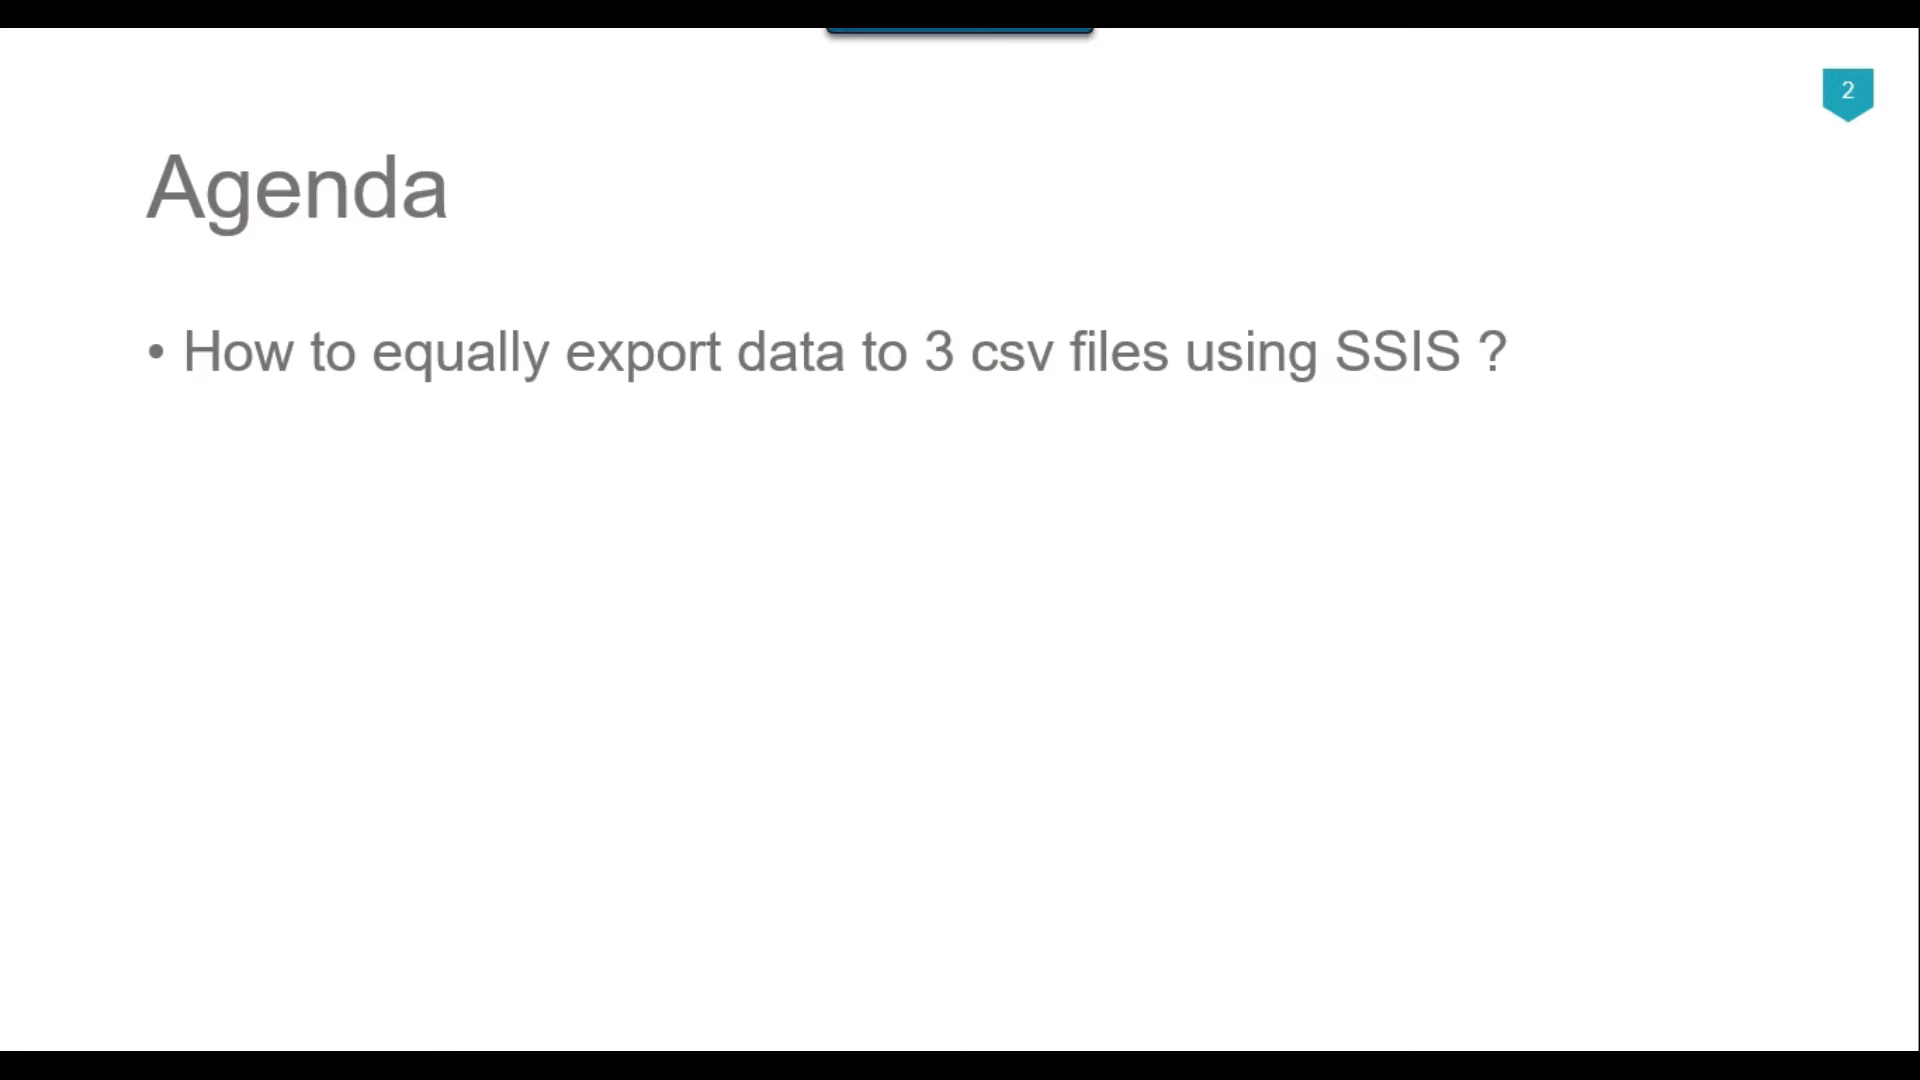 2
Agenda
• How to equally export data to 3 csv files using SSIS ?